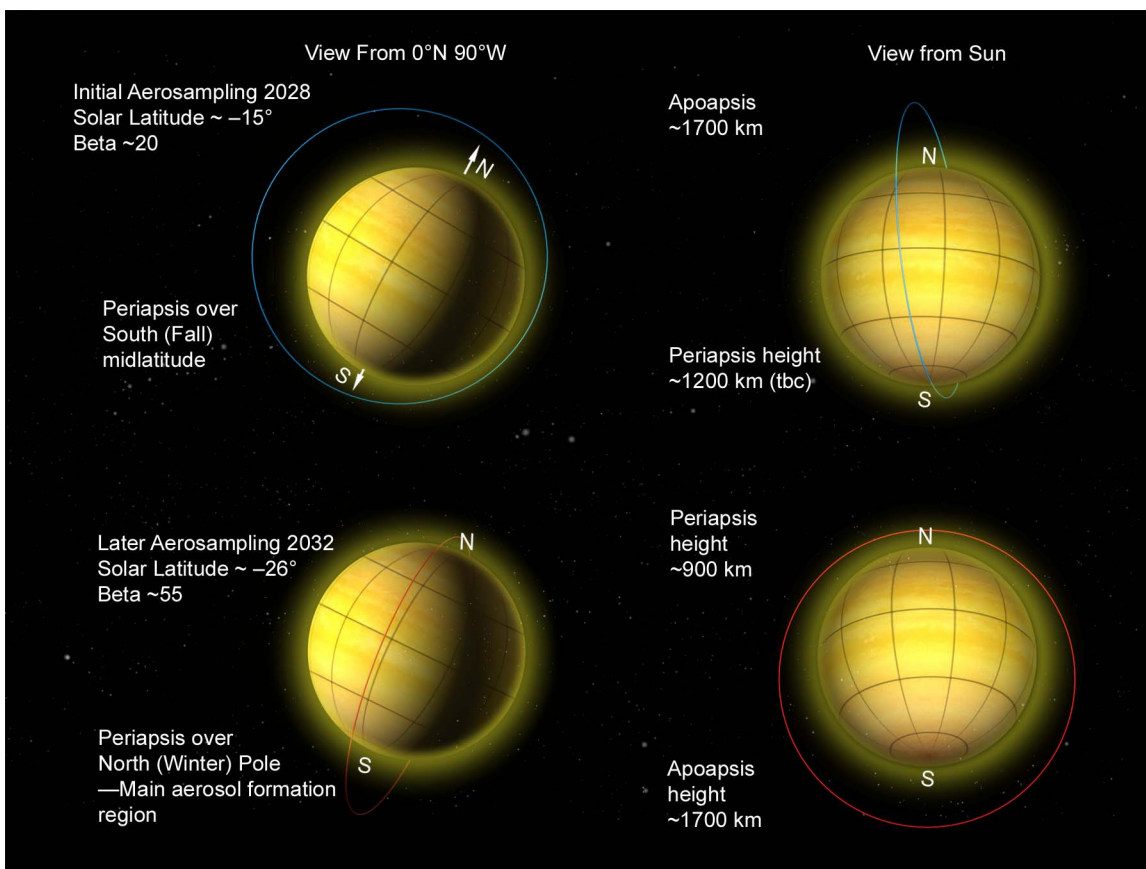 View From 0°N 90°W
View from Sun
Initial Aerosampling 2028
Solar Latitude ~ –15°
Beta ~20
N
S
Periapsis over
South (Fall)
midlatitude
Apoapsis
~1700 km
N
Periapsis height
~1200 km (tbc)
S
Later Aerosampling 2032
Solar Latitude ~ –26°
Beta ~55
N
S
Periapsis over
North (Winter) Pole
—Main aerosol formation
region
Periapsis
height
~900 km
N
S
Apoapsis
height
~1700 km